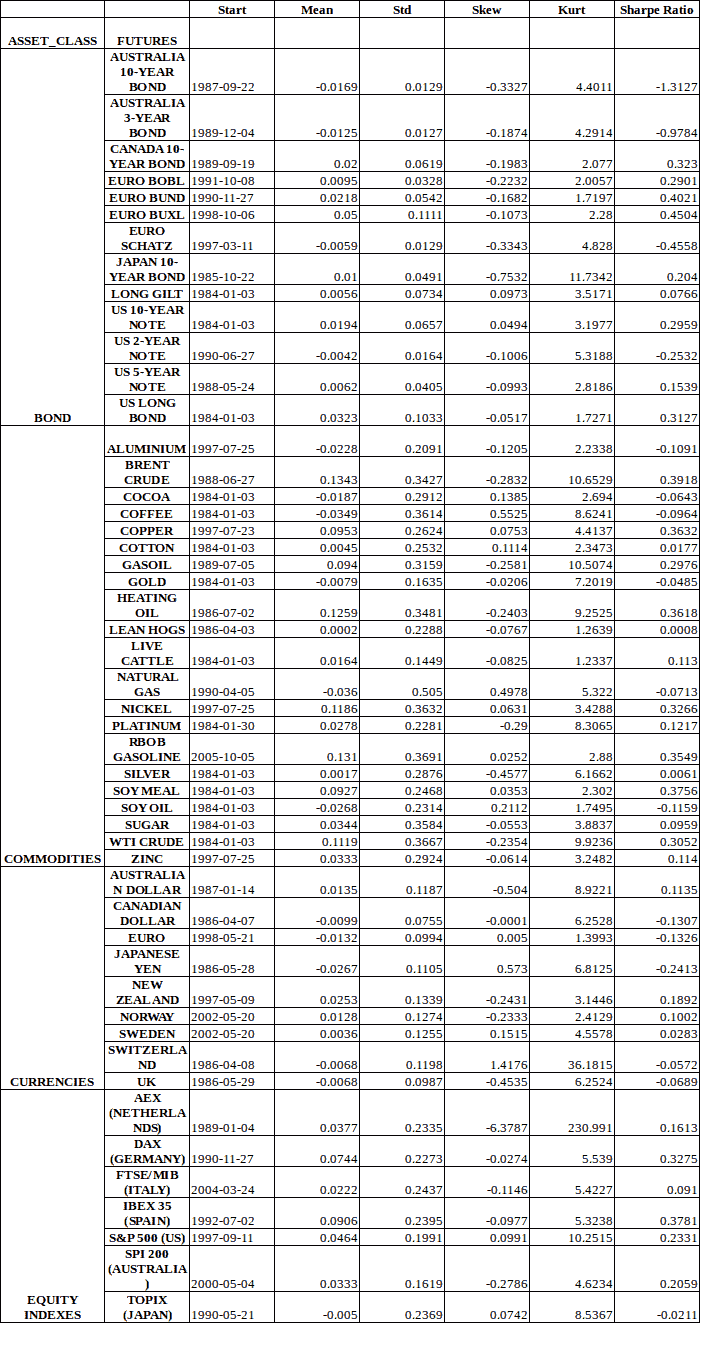 Start Mean Std Skew Kurt Sharpe Ratio
ASSET_CLASS FUTURES
AUSTRALIA
10-YEAR
BOND 1987-09-22 -0.0169 0.0129 -0.3327 4.4011 -1.3127
AUSTRALIA
3-YEAR
BOND 1989-12-04 -0.0125 0.0127 -0.1874 4.2914 -0.9784
CANADA 10-
YEAR BOND 1989-09-19 0.02 0.0619 -0.1983 2.077 0.323
EURO BOBL 1991-10-08 0.0095 0.0328 -0.2232 2.0057 0.2901
EURO BUND 1990-11-27 0.0218 0.0542 -0.1682 1.7197 0.4021
EURO BUXL 1998-10-06 0.05 0.1111 -0.1073 2.28 0.4504
EURO
SCHATZ 1997-03-11 -0.0059 0.0129 -0.3343 4.828 -0.4558
JAPAN 10-
YEAR BOND 1985-10-22 0.01 0.0491 -0.7532 11.7342 0.204
LONG GILT 1984-01-03 0.0056 0.0734 0.0973 3.5171 0.0766
US 10-YEAR
NOTE 1984-01-03 0.0194 0.0657 0.0494 3.1977 0.2959
US 2-YEAR
NOTE 1990-06-27 -0.0042 0.0164 -0.1006 5.3188 -0.2532
US 5-YEAR
NOTE 1988-05-24 0.0062 0.0405 -0.0993 2.8186 0.1539
US LONG
BOND BOND 1984-01-03 0.0323 0.1033 -0.0517 1.7271 0.3127
ALUMINIUM 1997-07-25 -0.0228 0.2091 -0.1205 2.2338 -0.1091
BRENT
CRUDE 1988-06-27 0.1343 0.3427 -0.2832 10.6529 0.3918
COCOA 1984-01-03 -0.0187 0.2912 0.1385 2.694 -0.0643
COFFEE 1984-01-03 -0.0349 0.3614 0.5525 8.6241 -0.0964
COPPER 1997-07-23 0.0953 0.2624 0.0753 4.4137 0.3632
COTTON 1984-01-03 0.0045 0.2532 0.1114 2.3473 0.0177
GASOIL 1989-07-05 0.094 0.3159 -0.2581 10.5074 0.2976
GOLD 1984-01-03 -0.0079 0.1635 -0.0206 7.2019 -0.0485
HEATING
OIL 1986-07-02 0.1259 0.3481 -0.2403 9.2525 0.3618
LEAN HOGS 1986-04-03 0.0002 0.2288 -0.0767 1.2639 0.0008
LIVE
CATTLE 1984-01-03 0.0164 0.1449 -0.0825 1.2337 0.113
NATURAL
GAS 1990-04-05 -0.036 0.505 0.4978 5.322 -0.0713
NICKEL 1997-07-25 0.1186 0.3632 0.0631 3.4288 0.3266
PLATINUM 1984-01-30 0.0278 0.2281 -0.29 8.3065 0.1217
RBOB
GASOLINE 2005-10-05 0.131 0.3691 0.0252 2.88 0.3549
SILVER 1984-01-03 0.0017 0.2876 -0.4577 6.1662 0.0061
SOY MEAL 1984-01-03 0.0927 0.2468 0.0353 2.302 0.3756
SOY OIL 1984-01-03 -0.0268 0.2314 0.2112 1.7495 -0.1159
SUGAR 1984-01-03 0.0344 0.3584 -0.0553 3.8837 0.0959
WTI CRUDE 1984-01-03 0.1119 0.3667 -0.2354 9.9236 0.3052
COMMODITIES ZINC 1997-07-25 0.0333 0.2924 -0.0614 3.2482 0.114
AUSTRALIA
N DOLLAR 1987-01-14 0.0135 0.1187 -0.504 8.9221 0.1135
CANADIAN
DOLLAR 1986-04-07 -0.0099 0.0755 -0.0001 6.2528 -0.1307
EURO 1998-05-21 -0.0132 0.0994 0.005 1.3993 -0.1326
JAPANESE
YEN 1986-05-28 -0.0267 0.1105 0.573 6.8125 -0.2413
NEW
ZEALAND 1997-05-09 0.0253 0.1339 -0.2431 3.1446 0.1892
NORWAY 2002-05-20 0.0128 0.1274 -0.2333 2.4129 0.1002
SWEDEN 2002-05-20 0.0036 0.1255 0.1515 4.5578 0.0283
SWITZERLA
ND 1986-04-08 -0.0068 0.1198 1.4176 36.1815 -0.0572
CURRENCIES UK 1986-05-29 -0.0068 0.0987 -0.4535 6.2524 -0.0689
AEX
(NETHERLA
NDS) 1989-01-04 0.0377 0.2335 -6.3787 230.991 0.1613
DAX
(GERMANY) 1990-11-27 0.0744 0.2273 -0.0274 5.539 0.3275
FTSE/MIB
(ITALY) 2004-03-24 0.0222 0.2437 -0.1146 5.4227 0.091
IBEX 35
(SPAIN) 1992-07-02 0.0906 0.2395 -0.0977 5.3238 0.3781
S&P 500 (US) 1997-09-11 0.0464 0.1991 0.0991 10.2515 0.2331
SPI 200
(AUSTRALIA
) 2000-05-04 0.0333 0.1619 -0.2786 4.6234 0.2059
EQUITY TOPIX
INDEXES (JAPAN) 1990-05-21 -0.005 0.2369 0.0742 8.5367 -0.0211